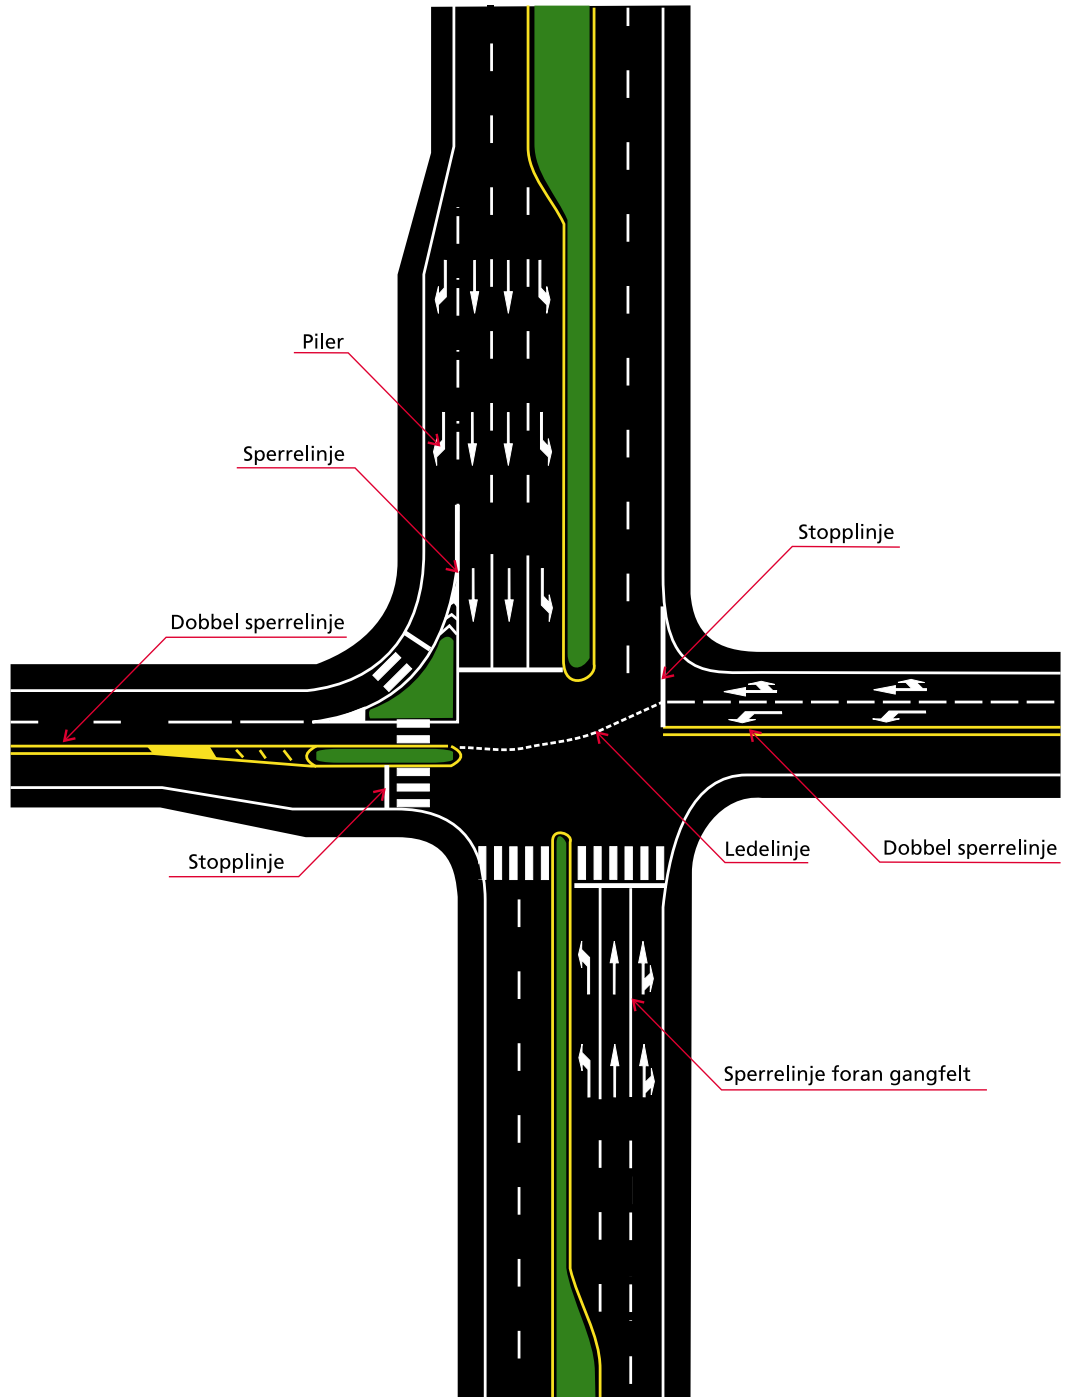 Piler
Sperrelinje
Stopplinje
Dobbel sperrelinje
Dobbel sperrelinje
Ledelinje
Stopplinje
Sperrelinje foran gangfelt